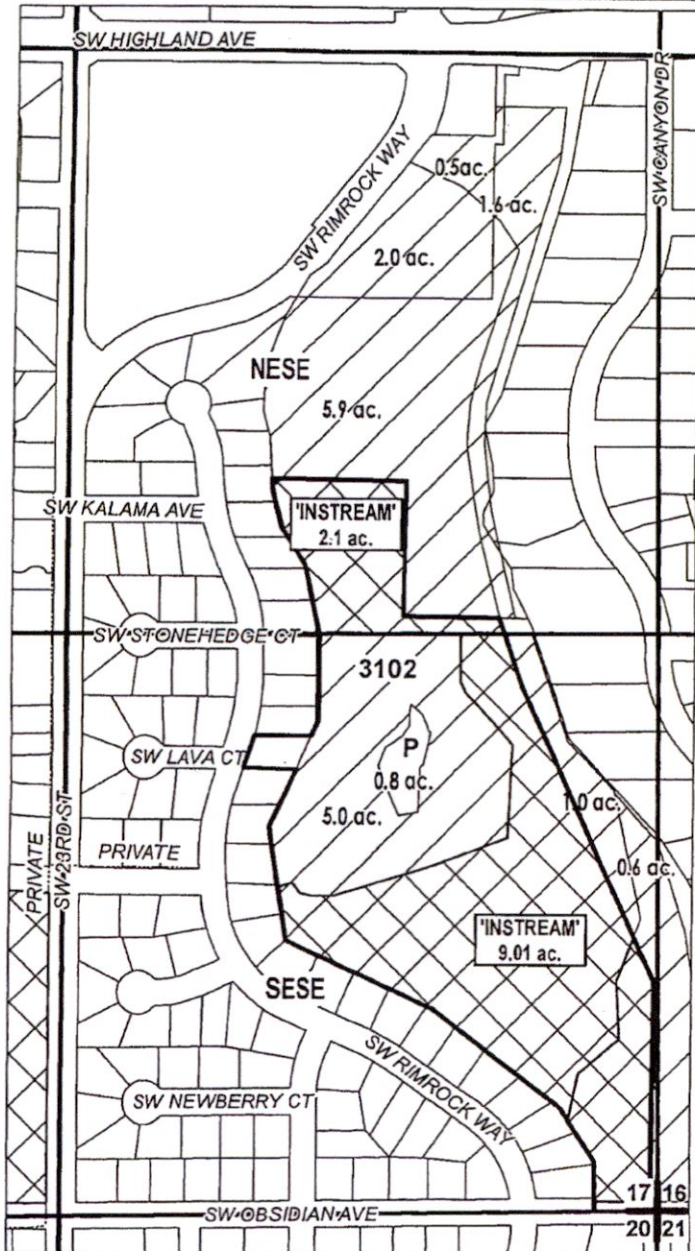 SW HIGHLAND AVE
SW CANYON DR
SW RIMROCK WAY
0.5ac.
1.6 ac.
2.0 ac.
NESE
5.9 ac.
SW KALAMA AVE
'INSTREAM'
2.1 ac.
SW STONEHEDGE CT
3102
SW LAVA CT
P
0.8 ac.
5.0 ac.
1.0 ac.
0.6 ac.
PRIVATE
PRIVATE
SW 23RD ST
'INSTREAM'
9.01 ac.
SESE
SW RIMROCK WAY
SW NEWBERRY CT
17 16
SW OBSIDIAN AVE
20 21